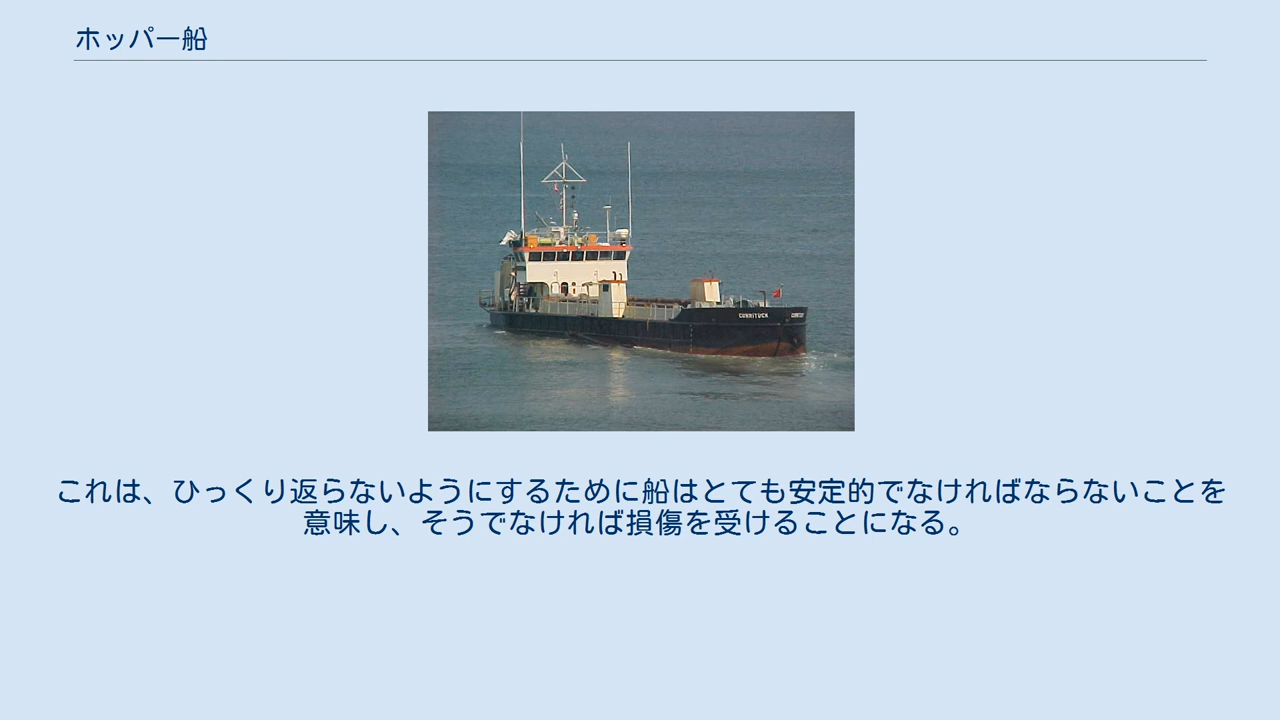 ホッパー船
CURRITUCK
これは、ひっくり返らないようにするために船はとても安定的でなければならないことを
意味し、そうでなければ損傷を受けることになる。